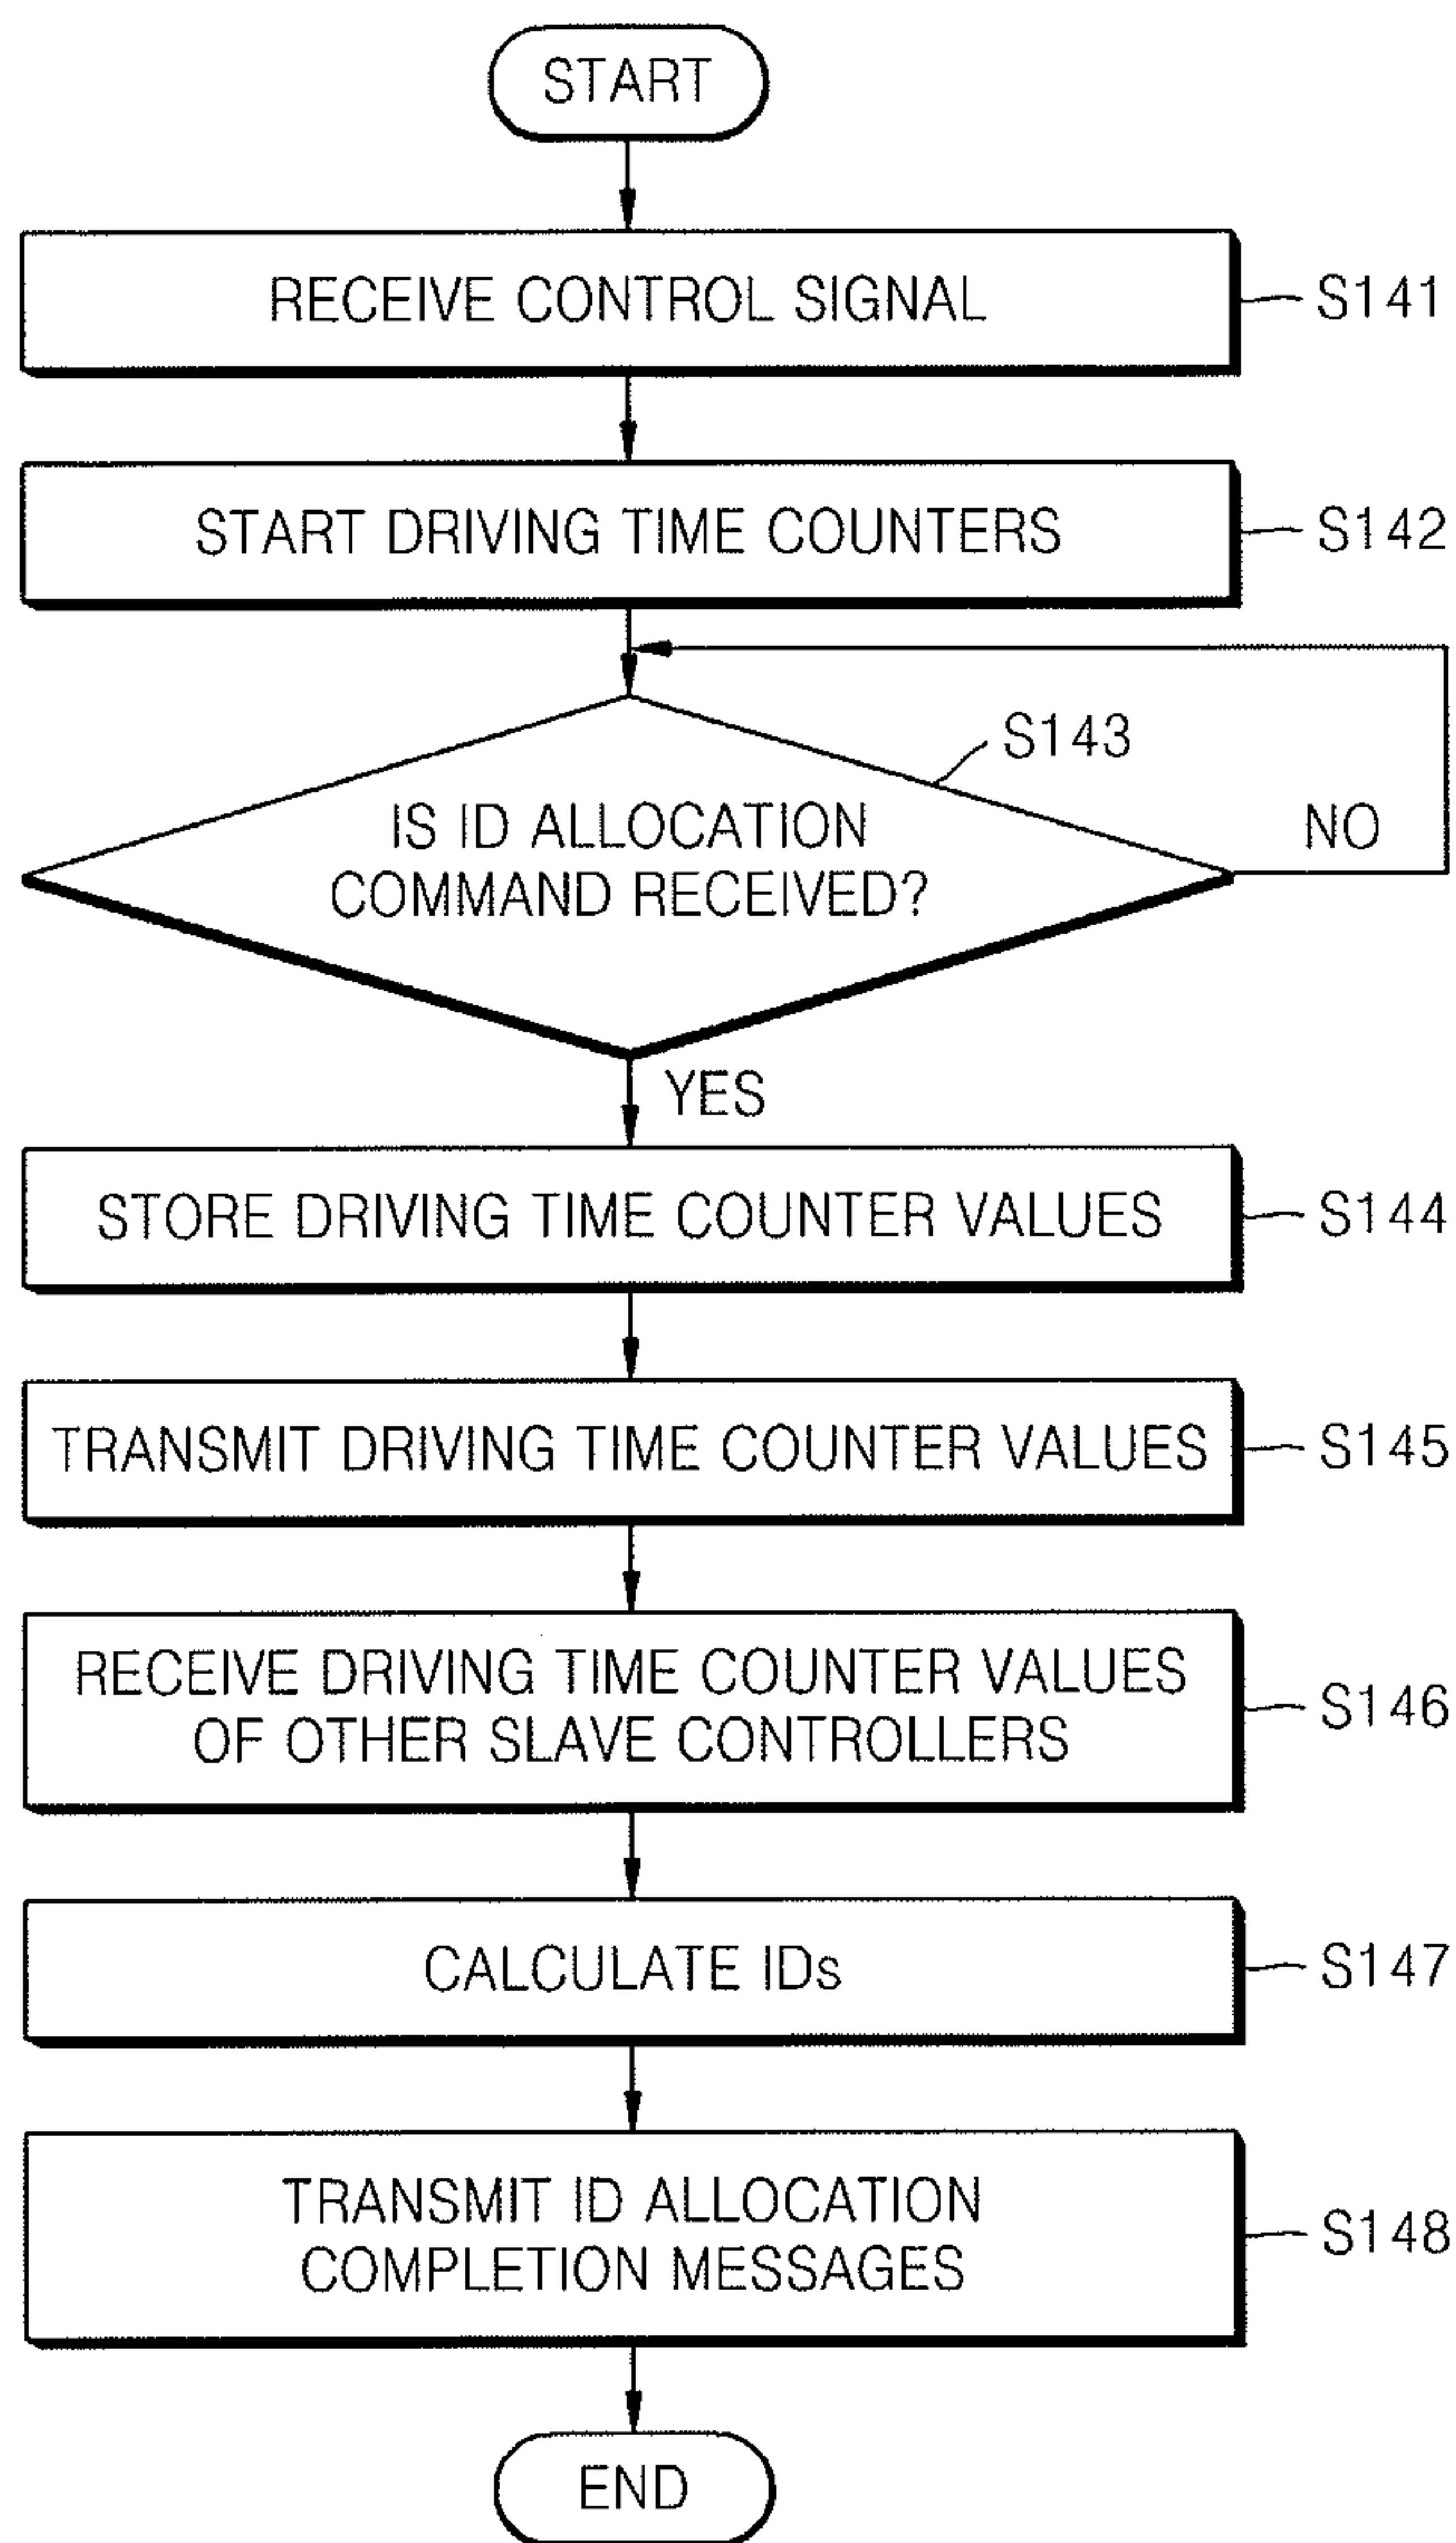 START
RECEIVE CONTROL SIGNAL
S141
START DRIVING TIME COUNTERS
S142
S143
IS ID ALLOCATION
COMMAND RECEIVED?
NO
YES
STORE DRIVING TIME COUNTER VALUES
S144
TRANSMIT DRIVING TIME COUNTER VALUES
S145
RECEIVE DRIVING TIME COUNTER VALUES
OF OTHER SLAVE CONTROLLERS
S146
CALCULATE IDs
S147
TRANSMIT ID ALLOCATION
COMPLETION MESSAGES
S148
END